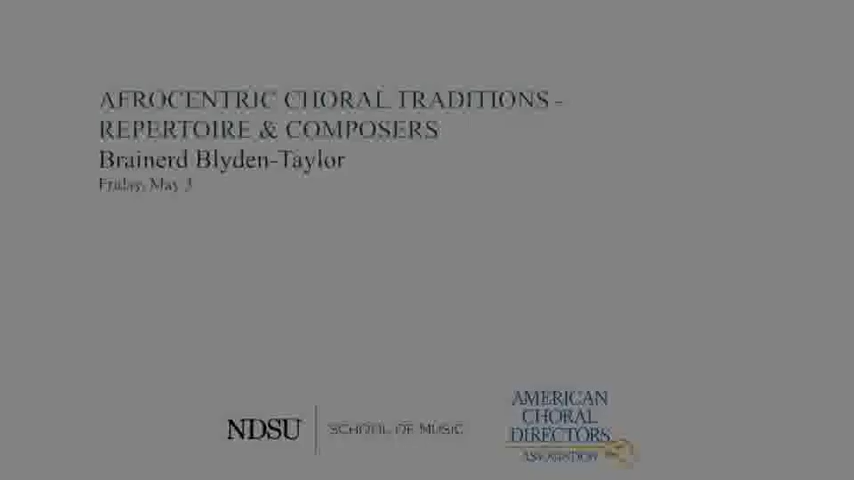 AFROCENTRIC CHORAL TRADITIONS -
REPERTOIRE & COMPOSERS
Brainerd Blyden-Taylor
Friday, May 3
NDSU
SCHOOL OF MUSIC
AMERICAN
CHORAL
DIRECTORS
ASSOCIATION